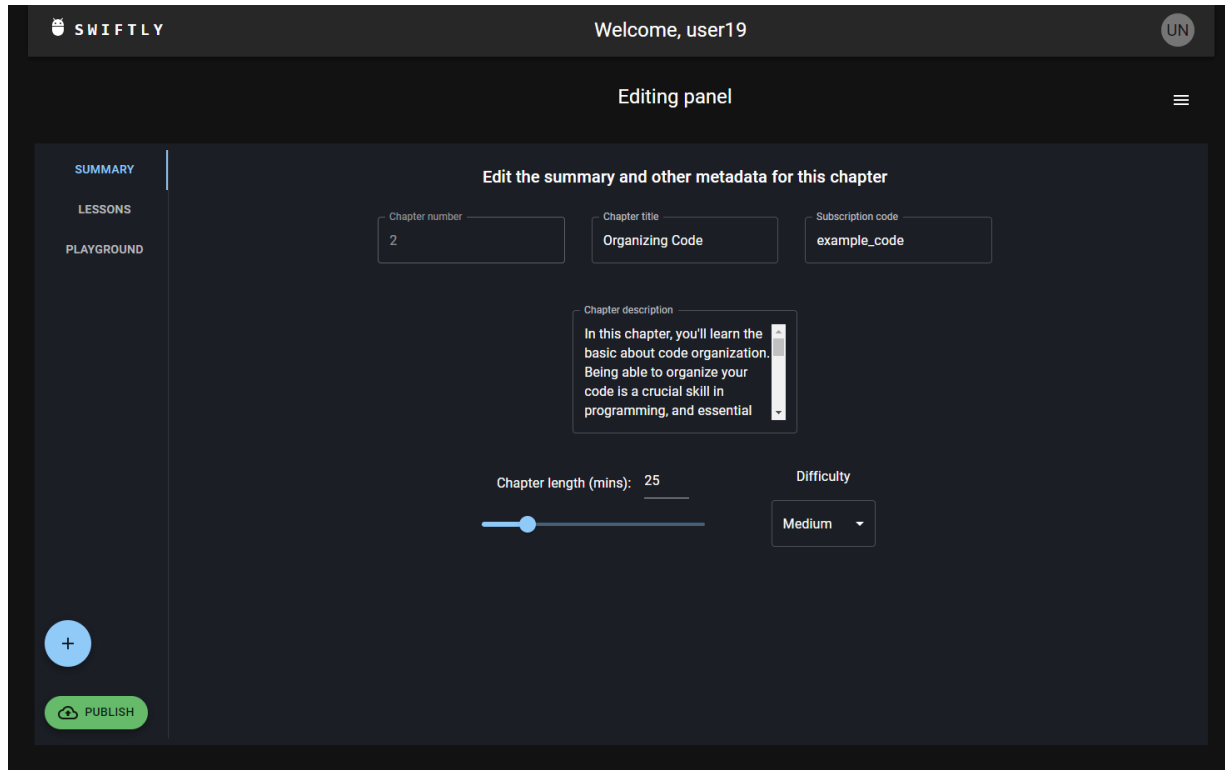 SWIFTLY
Welcome, user19
UN
Editing panel
SUMMARY
LESSONS
PLAYGROUND
Edit the summary and other metadata for this chapter
Chapter number
2
Chapter title
Organizing Code
Subscription code
example_code
Chapter description
In this chapter, you'll learn the
basic about code organization.
Being able to organize your
code is a crucial skill in
programming, and essential
Chapter length (mins): 25
Difficulty
Medium
+
PUBLISH